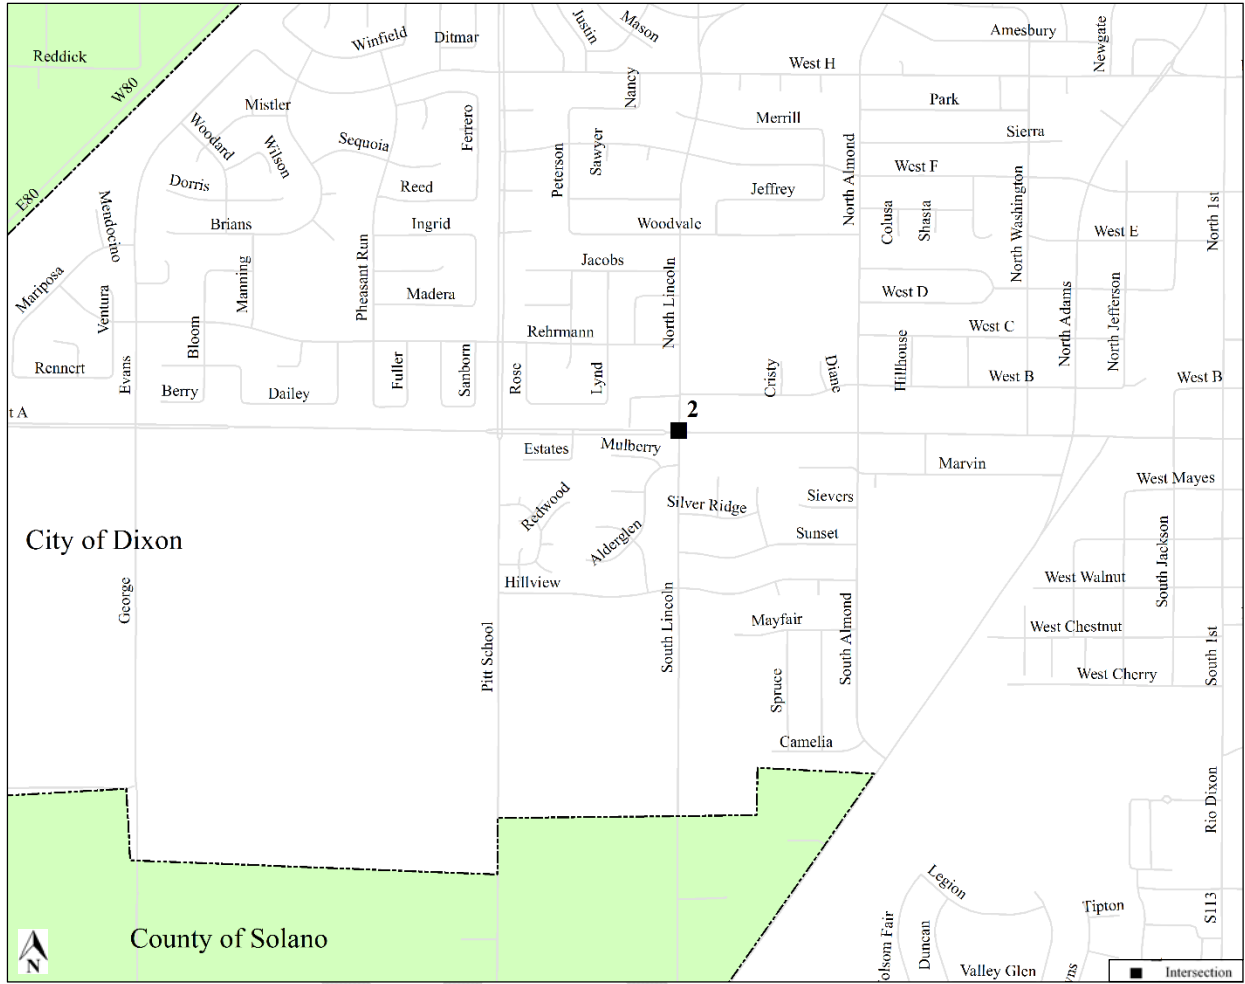 Winfield
Ditmar
Justin
Mason
Amesbury
Newgate
Reddick
West H
W80
Nancy
Mistler
Park
Ferrero
Merrill
Woodard
Wilson
Sequoia
Sawyer
Sierra
Peterson
West F
North Almond
Dorris
Reed
Jeffrey
E80
Mendocino
Brians
Ingrid
Woodvale
Colusa
Shasta
North Washington
West E
North 1st
Jacobs
Mariposa
Manning
Pheasant Run
Madera
North Lincoln
West D
Ventura
Bloom
Rehrmann
West C
North Adams
North Jefferson
Rennert
Evans
Berry
Dailey
Fuller
Sanborn
Rose
Lynd
Cristy
Diane
Hillhouse
West B
West B
t A
2
Estates
Mulberry
Marvin
West Mayes
Redwood
Silver Ridge
Sievers
Alderglen
Sunset
City of Dixon
South Jackson
Hillview
West Walnut
George
South Lincoln
Mayfair
South Almond
West Chestnut
South 1st
Pitt School
Spruce
West Cherry
Camelia
Rio Dixon
Legion
Tipton
S113
County of Solano
olsom Fair
Duncan
Valley Glen
wns
N
Intersection